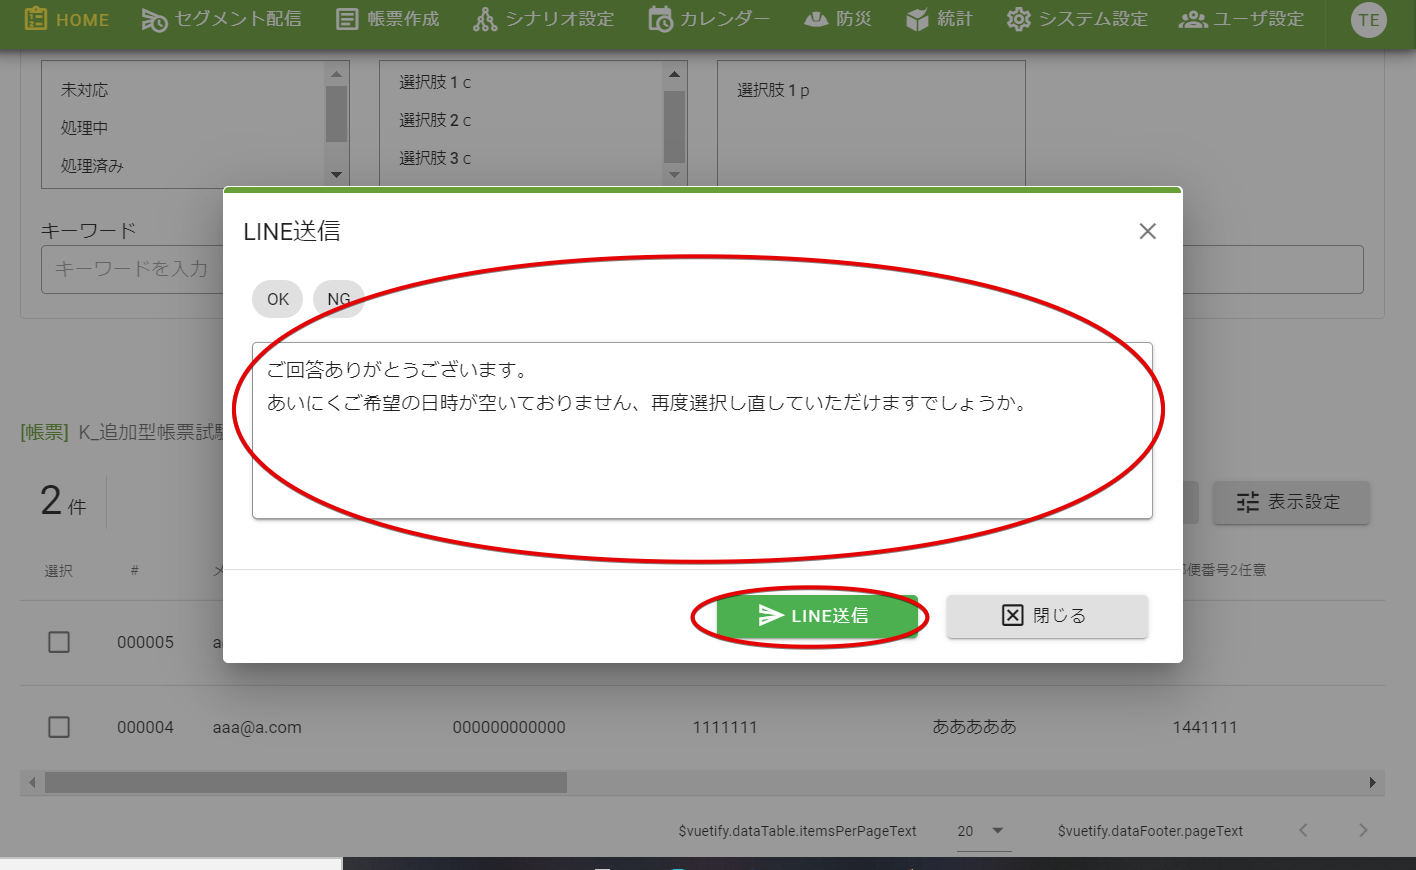 HOME セグメント配信 帳票作成 シナリオ設定 カレンダー 防災 統計 システム設定 ユーザ設定 TE
未対応
処理中
処理済み
選択肢 1 c
選択肢 2 c
選択肢 3 c
選択肢 1 p
キーワード
キーワードを入力
LINE送信
OK NG
ご回答ありがとうございます。
あいにくご希望の日時が空いておりません、再度選択し直していただけますでしょうか。
LINE送信 閉じる
[帳票] K_追加型帳票試
2 件
表示設定
選択 # 便番号2任意
000005
000004 aaa@a.com 000000000000 1111111 あああああ 1441111
$vuetify.dataTable.itemsPerPageText 20 $vuetify.dataFooter.pageText